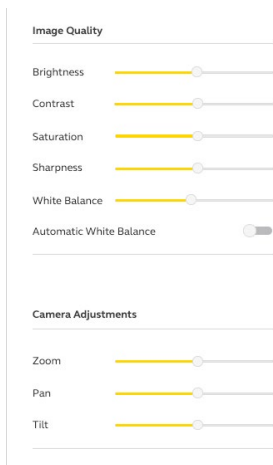 Image Quality
Brightness
Contrast
Saturation
Sharpness
White Balance
Automatic White Balance
Camera Adjustments
Zoom
Pan
Tilt